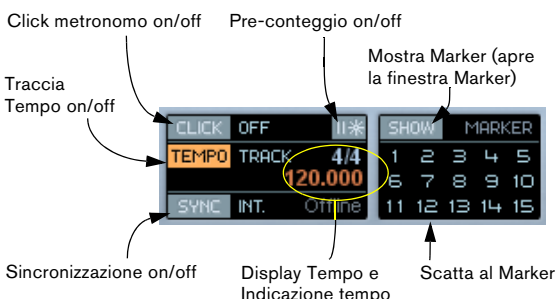 Click metronomo on/off
Pre-conteggio on/off
Mostra Marker (apre
la finestra Marker)
Traccia
Tempo on/off
CLICK OFF
SHOW MARKER
TEMPO TRACK 4/4
120.000
SYNC INT. Offline
1 2 3 4 5
6 7 8 9 10
11 12 13 14 15
Sincronizzazione on/off
Display Tempo e
Indicazione tempo
Scatta al Marker